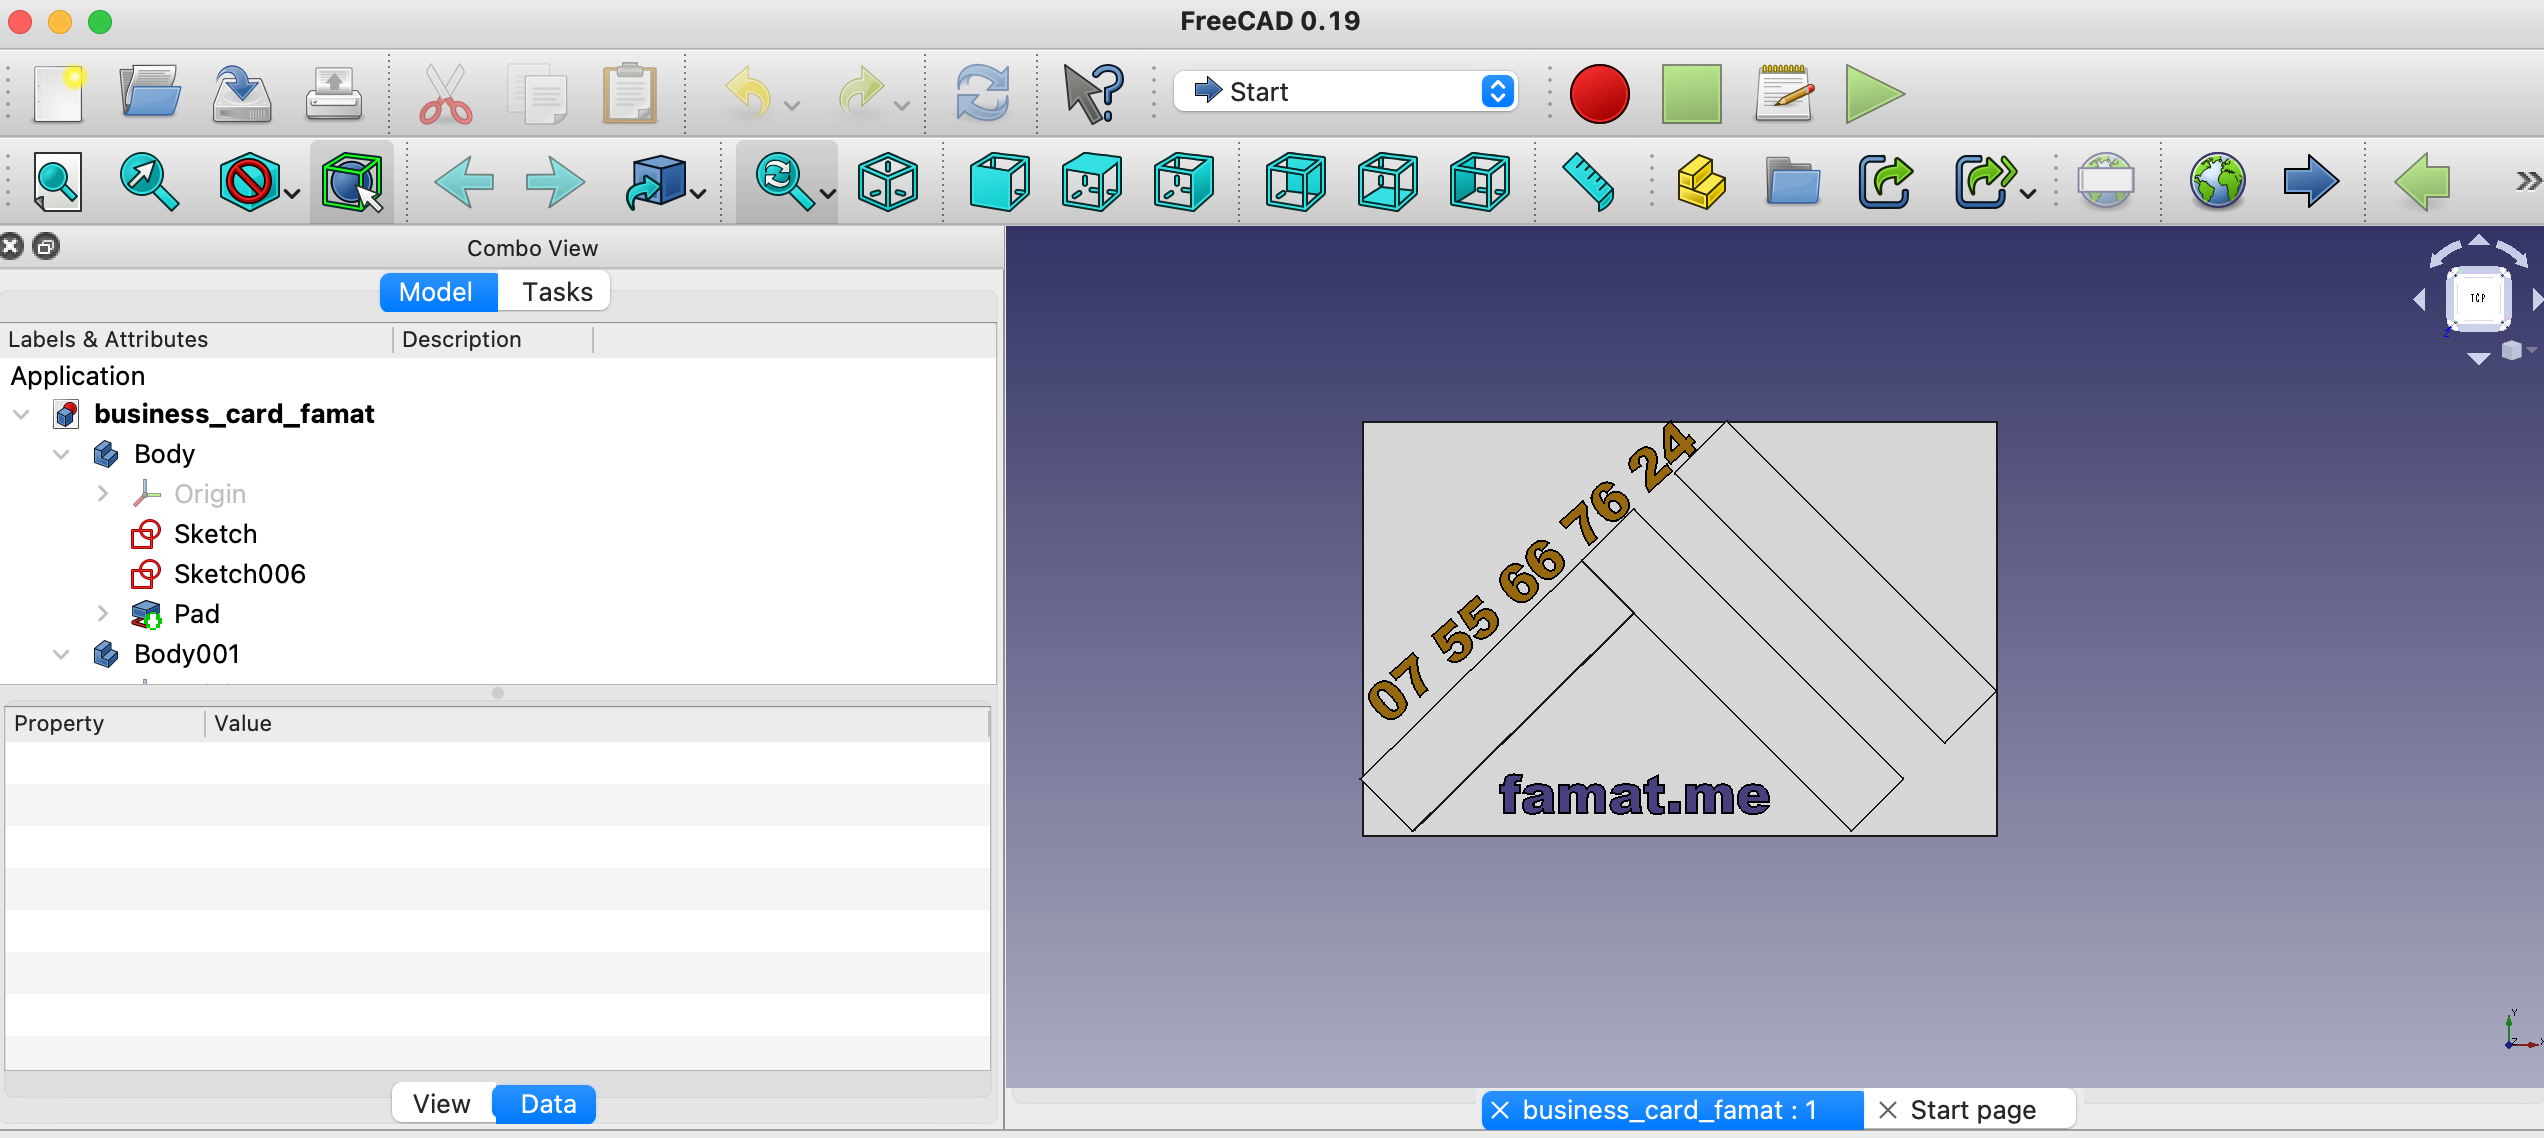 FreeCAD 0.19
Start
Combo View
Model Tasks
Labels & Attributes Description
Application
business_card_famat
Body
Origin
Sketch
Sketch006
Pad
Body001
Property Value
View Data
TOP
07 55 66 76 24
famat.me
Y
Z
X
business_card_famat : 1
Start page